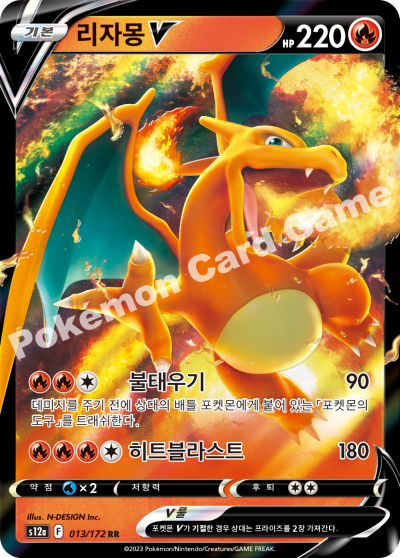 기본 리자몽 V HP 220
Pokémon Card Game
불태우기 90
데미지를 주기 전에 상대의 배틀 포켓몬에게 붙어 있는 「포켓몬의
도구」를 트래쉬한다.
히트블라스트 180
약점 ×2 저항력 후퇴
Illus. N-DESIGN Inc.
V룰
s12a F 013/172 RR
포켓몬 V가 기절한 경우 상대는 프라이즈를 2장 가져간다.
©2023 Pokémon/Nintendo/Creatures/GAME FREAK.